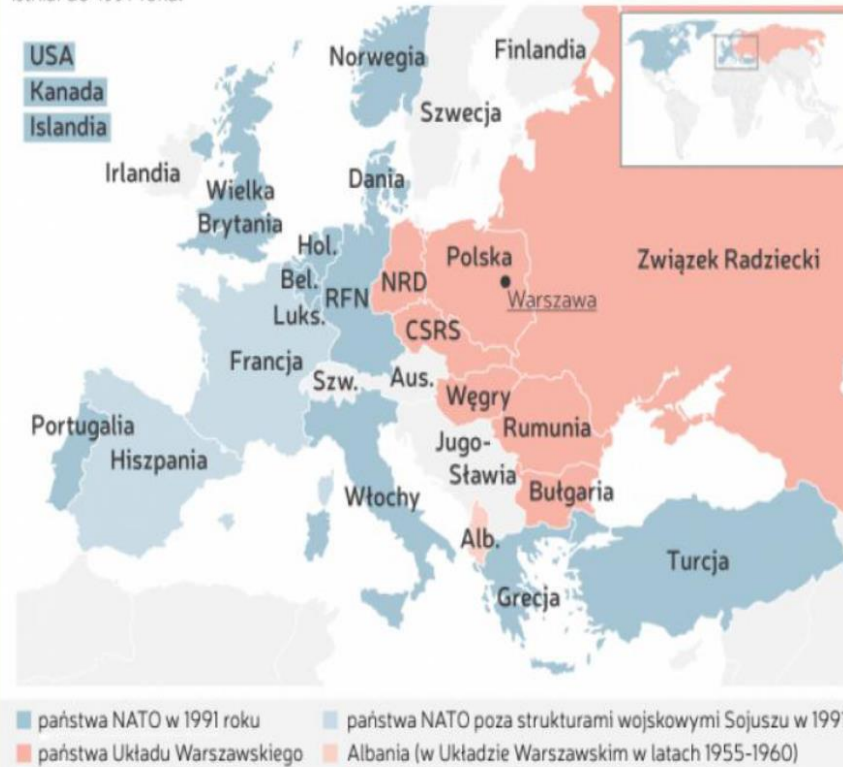 USA
Kanada
Islandia
Norwegia
Finlandia
Szwecja
Irlandia
Wielka
Brytania
Dania
Hol.
Bel.
Luks.
RFN
NRD
Polska
Warszawa
Związek Radziecki
CSRS
Francja
Szw.
Aus.
Węgry
Rumunia
Jugo-
Sławia
Bułgaria
Portugalia
Hiszpania
Włochy
Alb.
Grecja
Turcja
państwa NATO w 1991 roku
państwa NATO poza strukturami wojskowymi Sojuszu w 1991
państwa Układu Warszawskiego
Albania (w Układzie Warszawskim w latach 1955-1960)